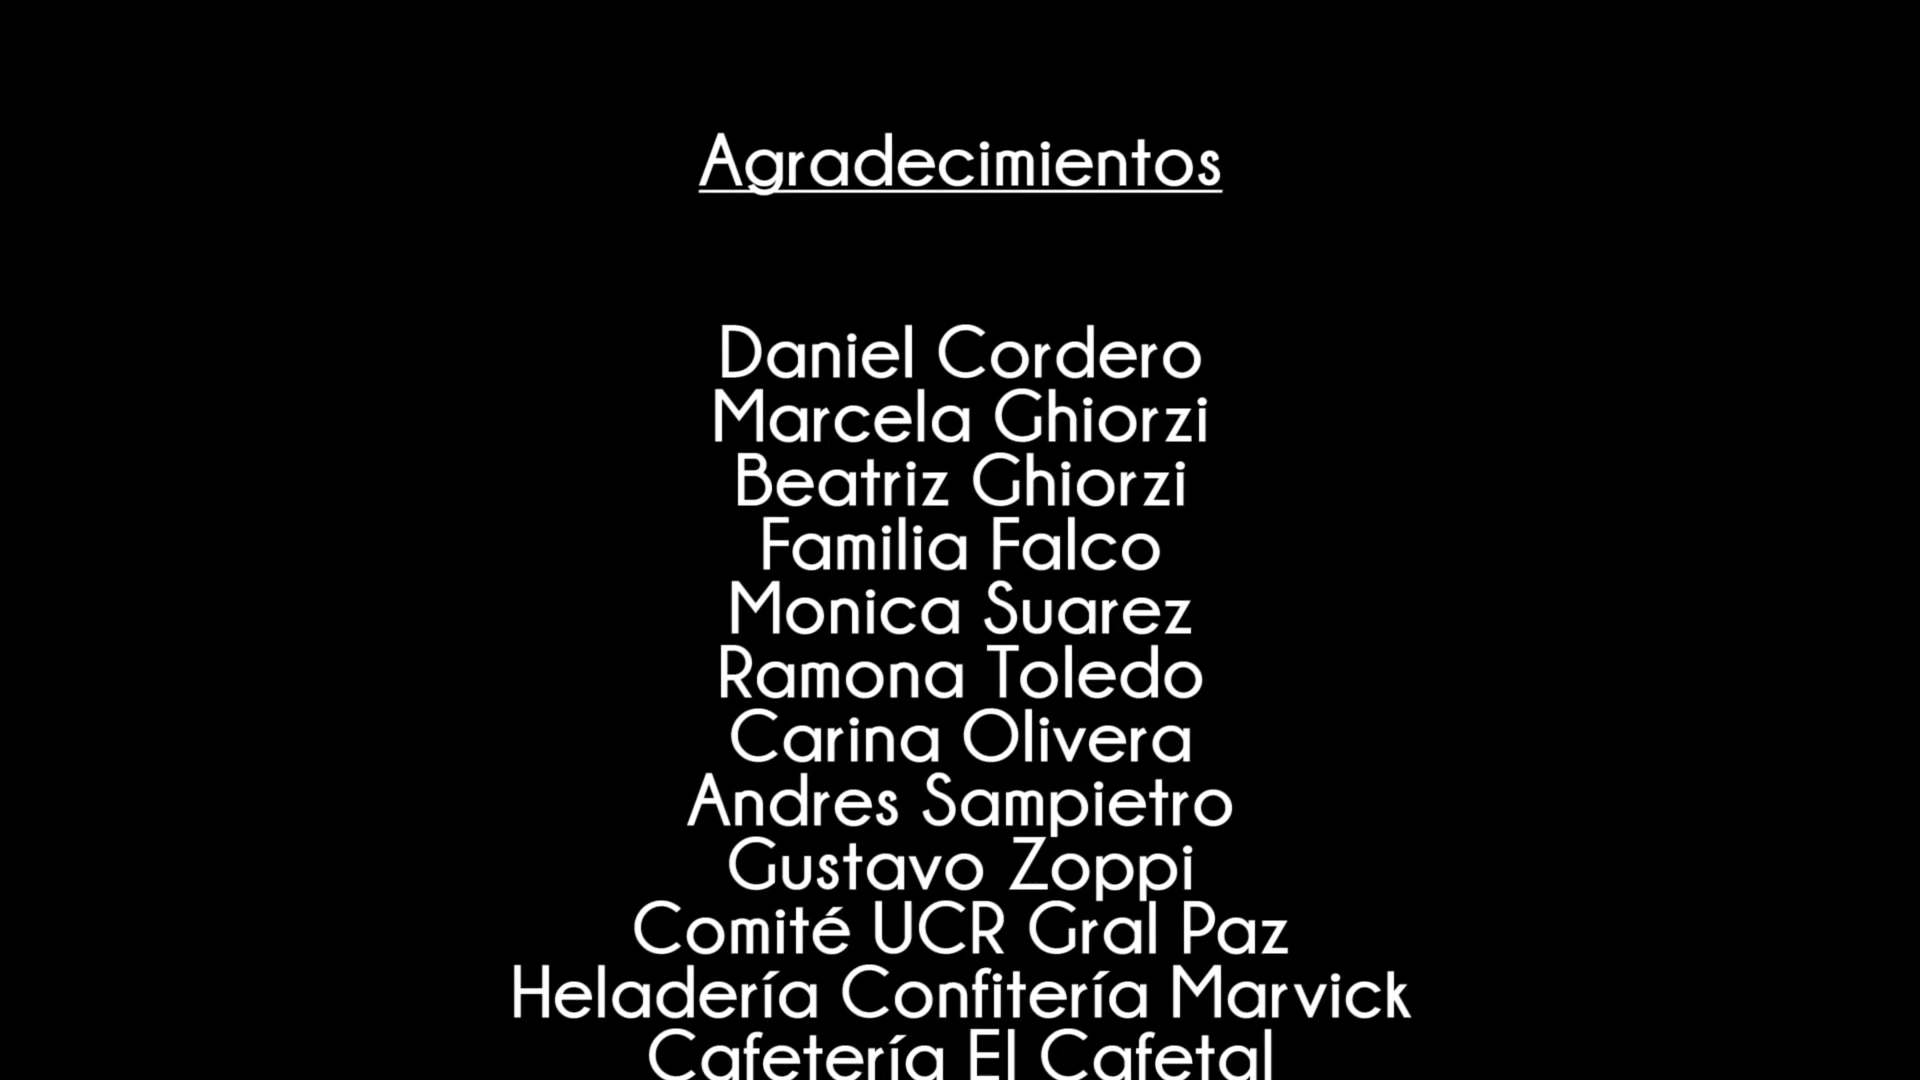 Agradecimientos
Daniel Cordero
Marcela Ghiorzi
Beatriz Ghiorzi
Familia Falco
Monica Suarez
Ramona Toledo
Carina Olivera
Andres Sampietro
Gustavo Zoppi
Comité UCR Gral Paz
Heladería Confitería Marvick
Cafetería El Cafetal